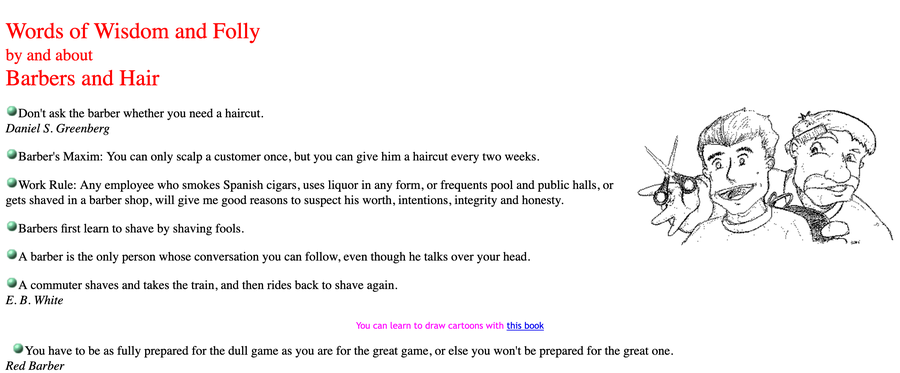 Words of Wisdom and Folly
by and about
Barbers and Hair
Don't ask the barber whether you need a haircut.
Daniel S. Greenberg
Barber's Maxim: You can only scalp a customer once, but you can give him a haircut every two weeks.
Work Rule: Any employee who smokes Spanish cigars, uses liquor in any form, or frequents pool and public halls, or
gets shaved in a barber shop, will give me good reasons to suspect his worth, intentions, integrity and honesty.
Barbers first learn to shave by shaving fools.
A barber is the only person whose conversation you can follow, even though he talks over your head.
A commuter shaves and takes the train, and then rides back to shave again.
E. B. White
You can learn to draw cartoons with this book
You have to be as fully prepared for the dull game as you are for the great game, or else you won't be prepared for the great one.
Red Barber